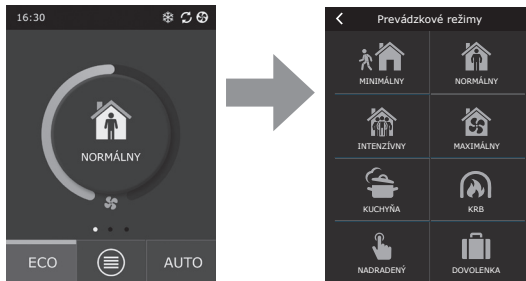 16:30
NORMÁLNY
ECO
AUTO
Prevádzkové režimy
MINIMÁLNY
NORMÁLNY
INTENZÍVNY
MAXIMÁLNY
KUCHYŇA
KRB
NADRADENÝ
DOVOLENKA